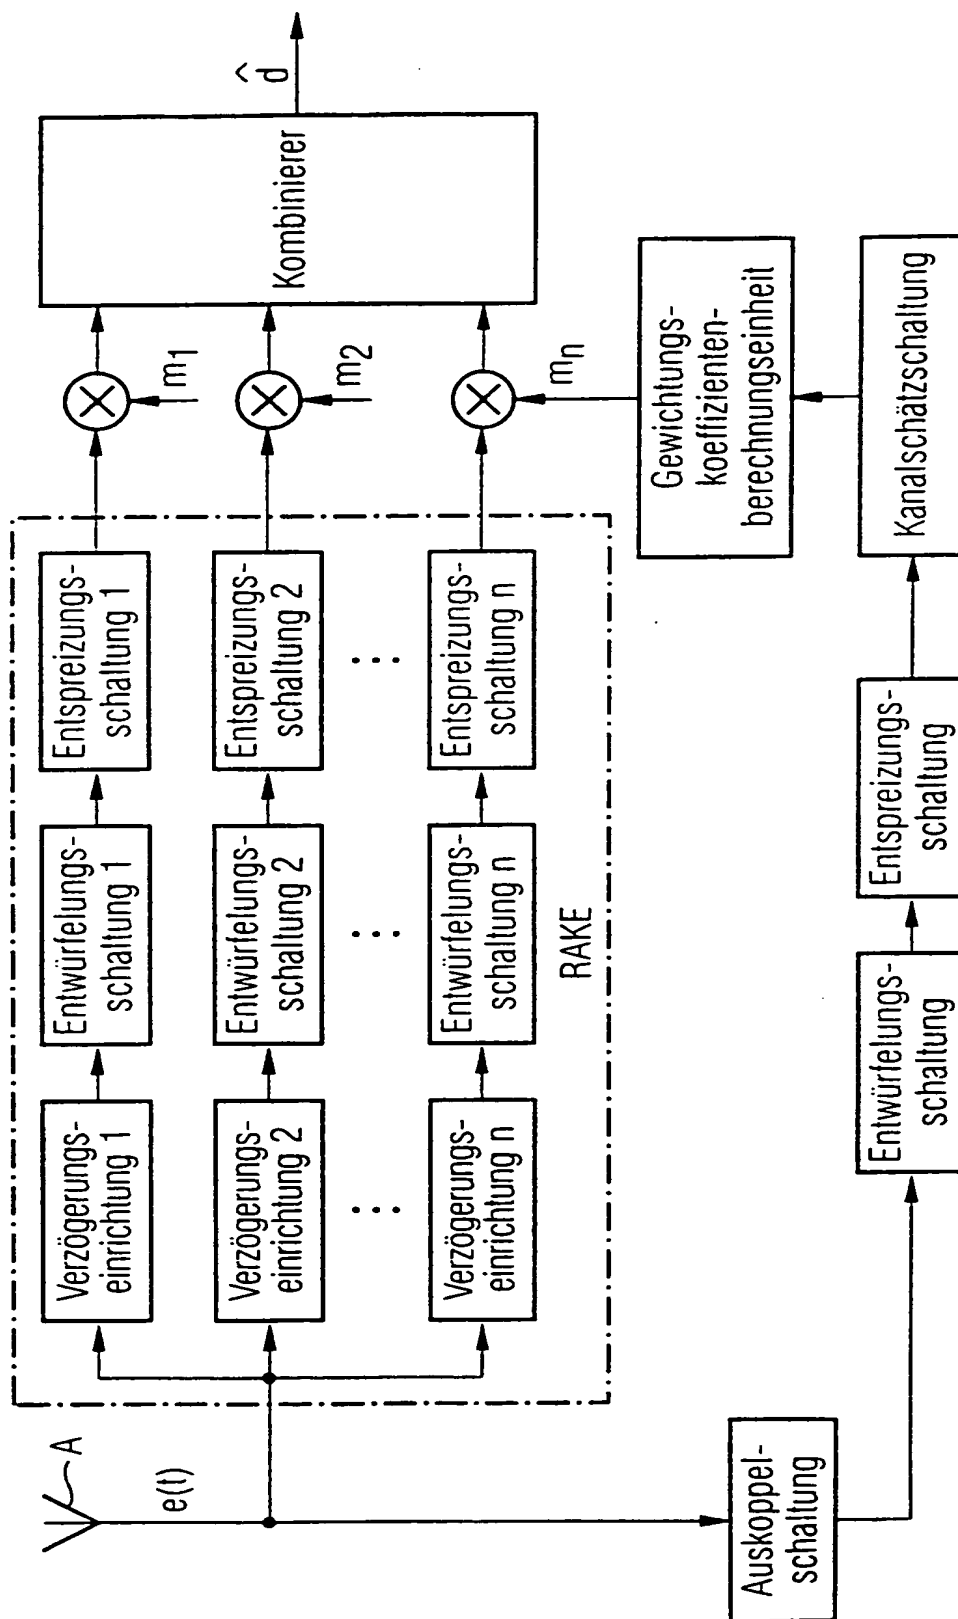 A
e(t)
Verzögerungs-
einrichtung 1
Entwürfelungs-
schaltung 1
Entspreizungs-
schaltung 1
m1
Verzögerungs-
einrichtung 2
Entwürfelungs-
schaltung 2
Entspreizungs-
schaltung 2
m2
...
...
...
Verzögerungs-
einrichtung n
Entwürfelungs-
schaltung n
Entspreizungs-
schaltung n
mn
Kombinierer
d̂
RAKE
Gewichtungs-
koeffizienten-
berechnungseinheit
Auskoppel-
schaltung
Entwürfelungs-
schaltung
Entspreizungs-
schaltung
Kanalschätzschaltung